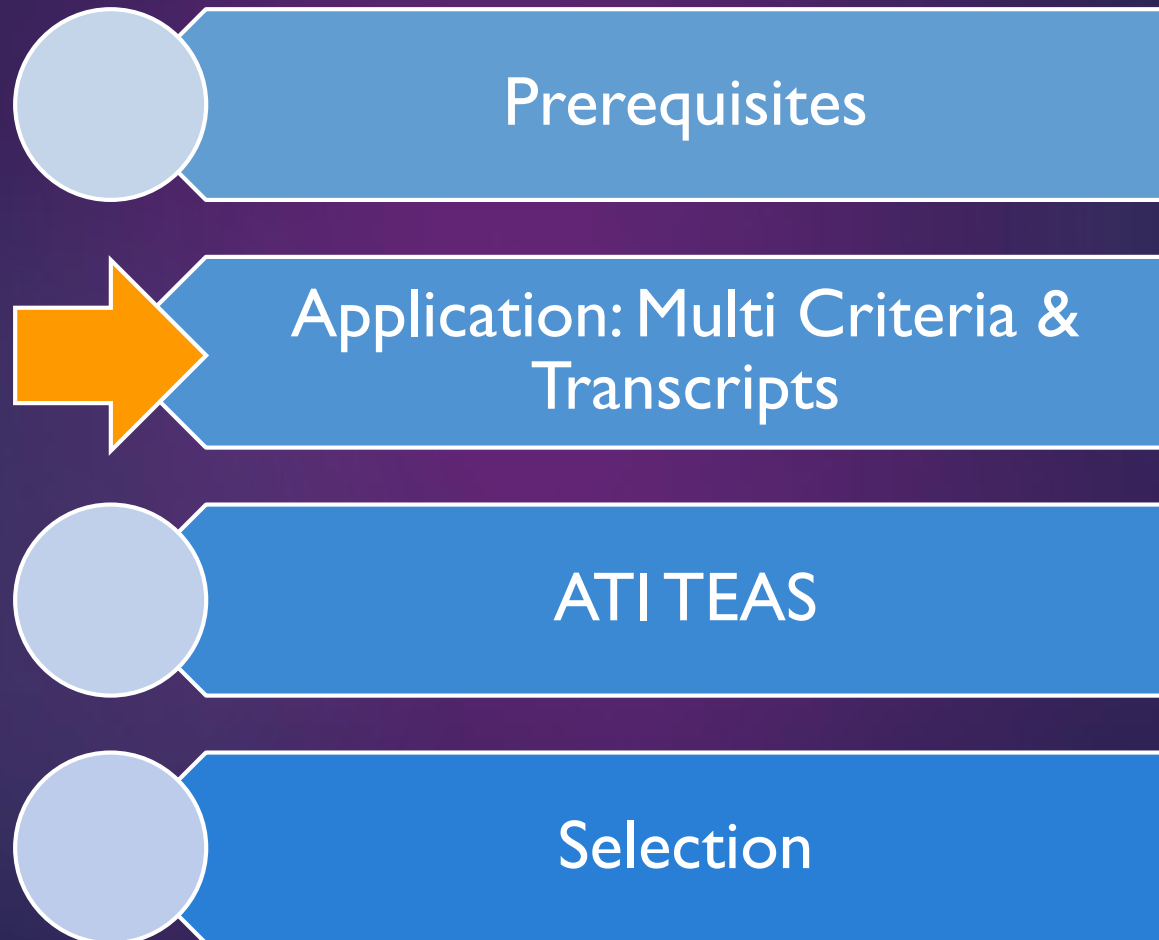 Prerequisites
Application: Multi Criteria &
Transcripts
ATI TEAS
Selection